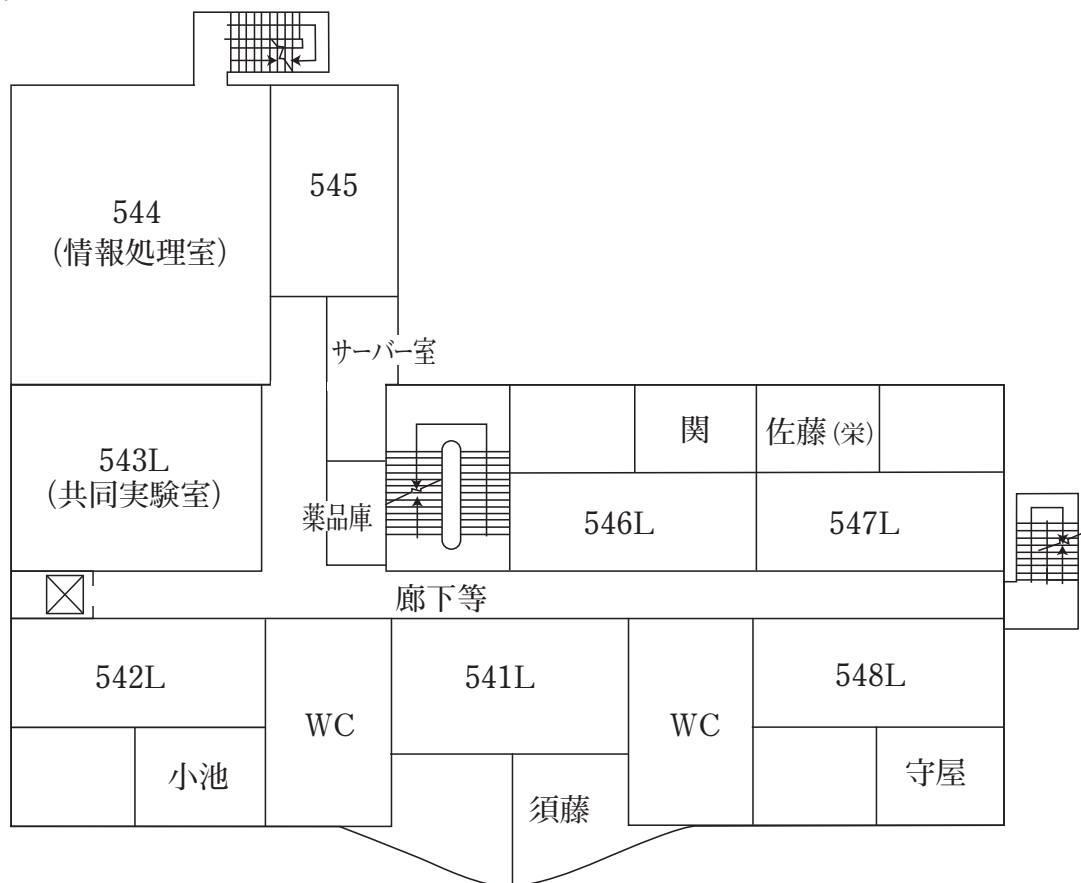 544
(情報処理室)
545
サーバー室
543L
(共同実験室)
薬品庫
関
佐藤(栄)
546L
547L
廊下等
542L
WC
541L
WC
548L
小池
須藤
守屋